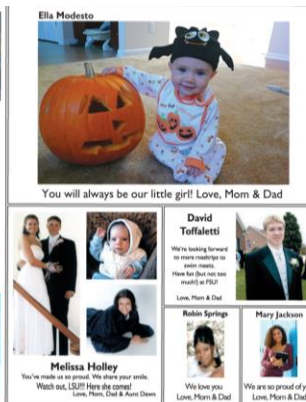 Ella Modesto
You will always be our little girl! Love, Mom & Dad
Melissa Holley
You've made us so proud. We share your smile.
Watch out, LSU!!! Here she comes!
Love, Mom, Dad & Aunt Dawn
David
Toffaletti
We're looking forward
to more roadtrips to
swim meets.
Have fun (but not too
much!) at FSU!
Love, Mom & Dad
Robin Springs
We love you
Love, Mom & Dad
Mary Jackson
We are so proud of y
Love, Mom & Dad